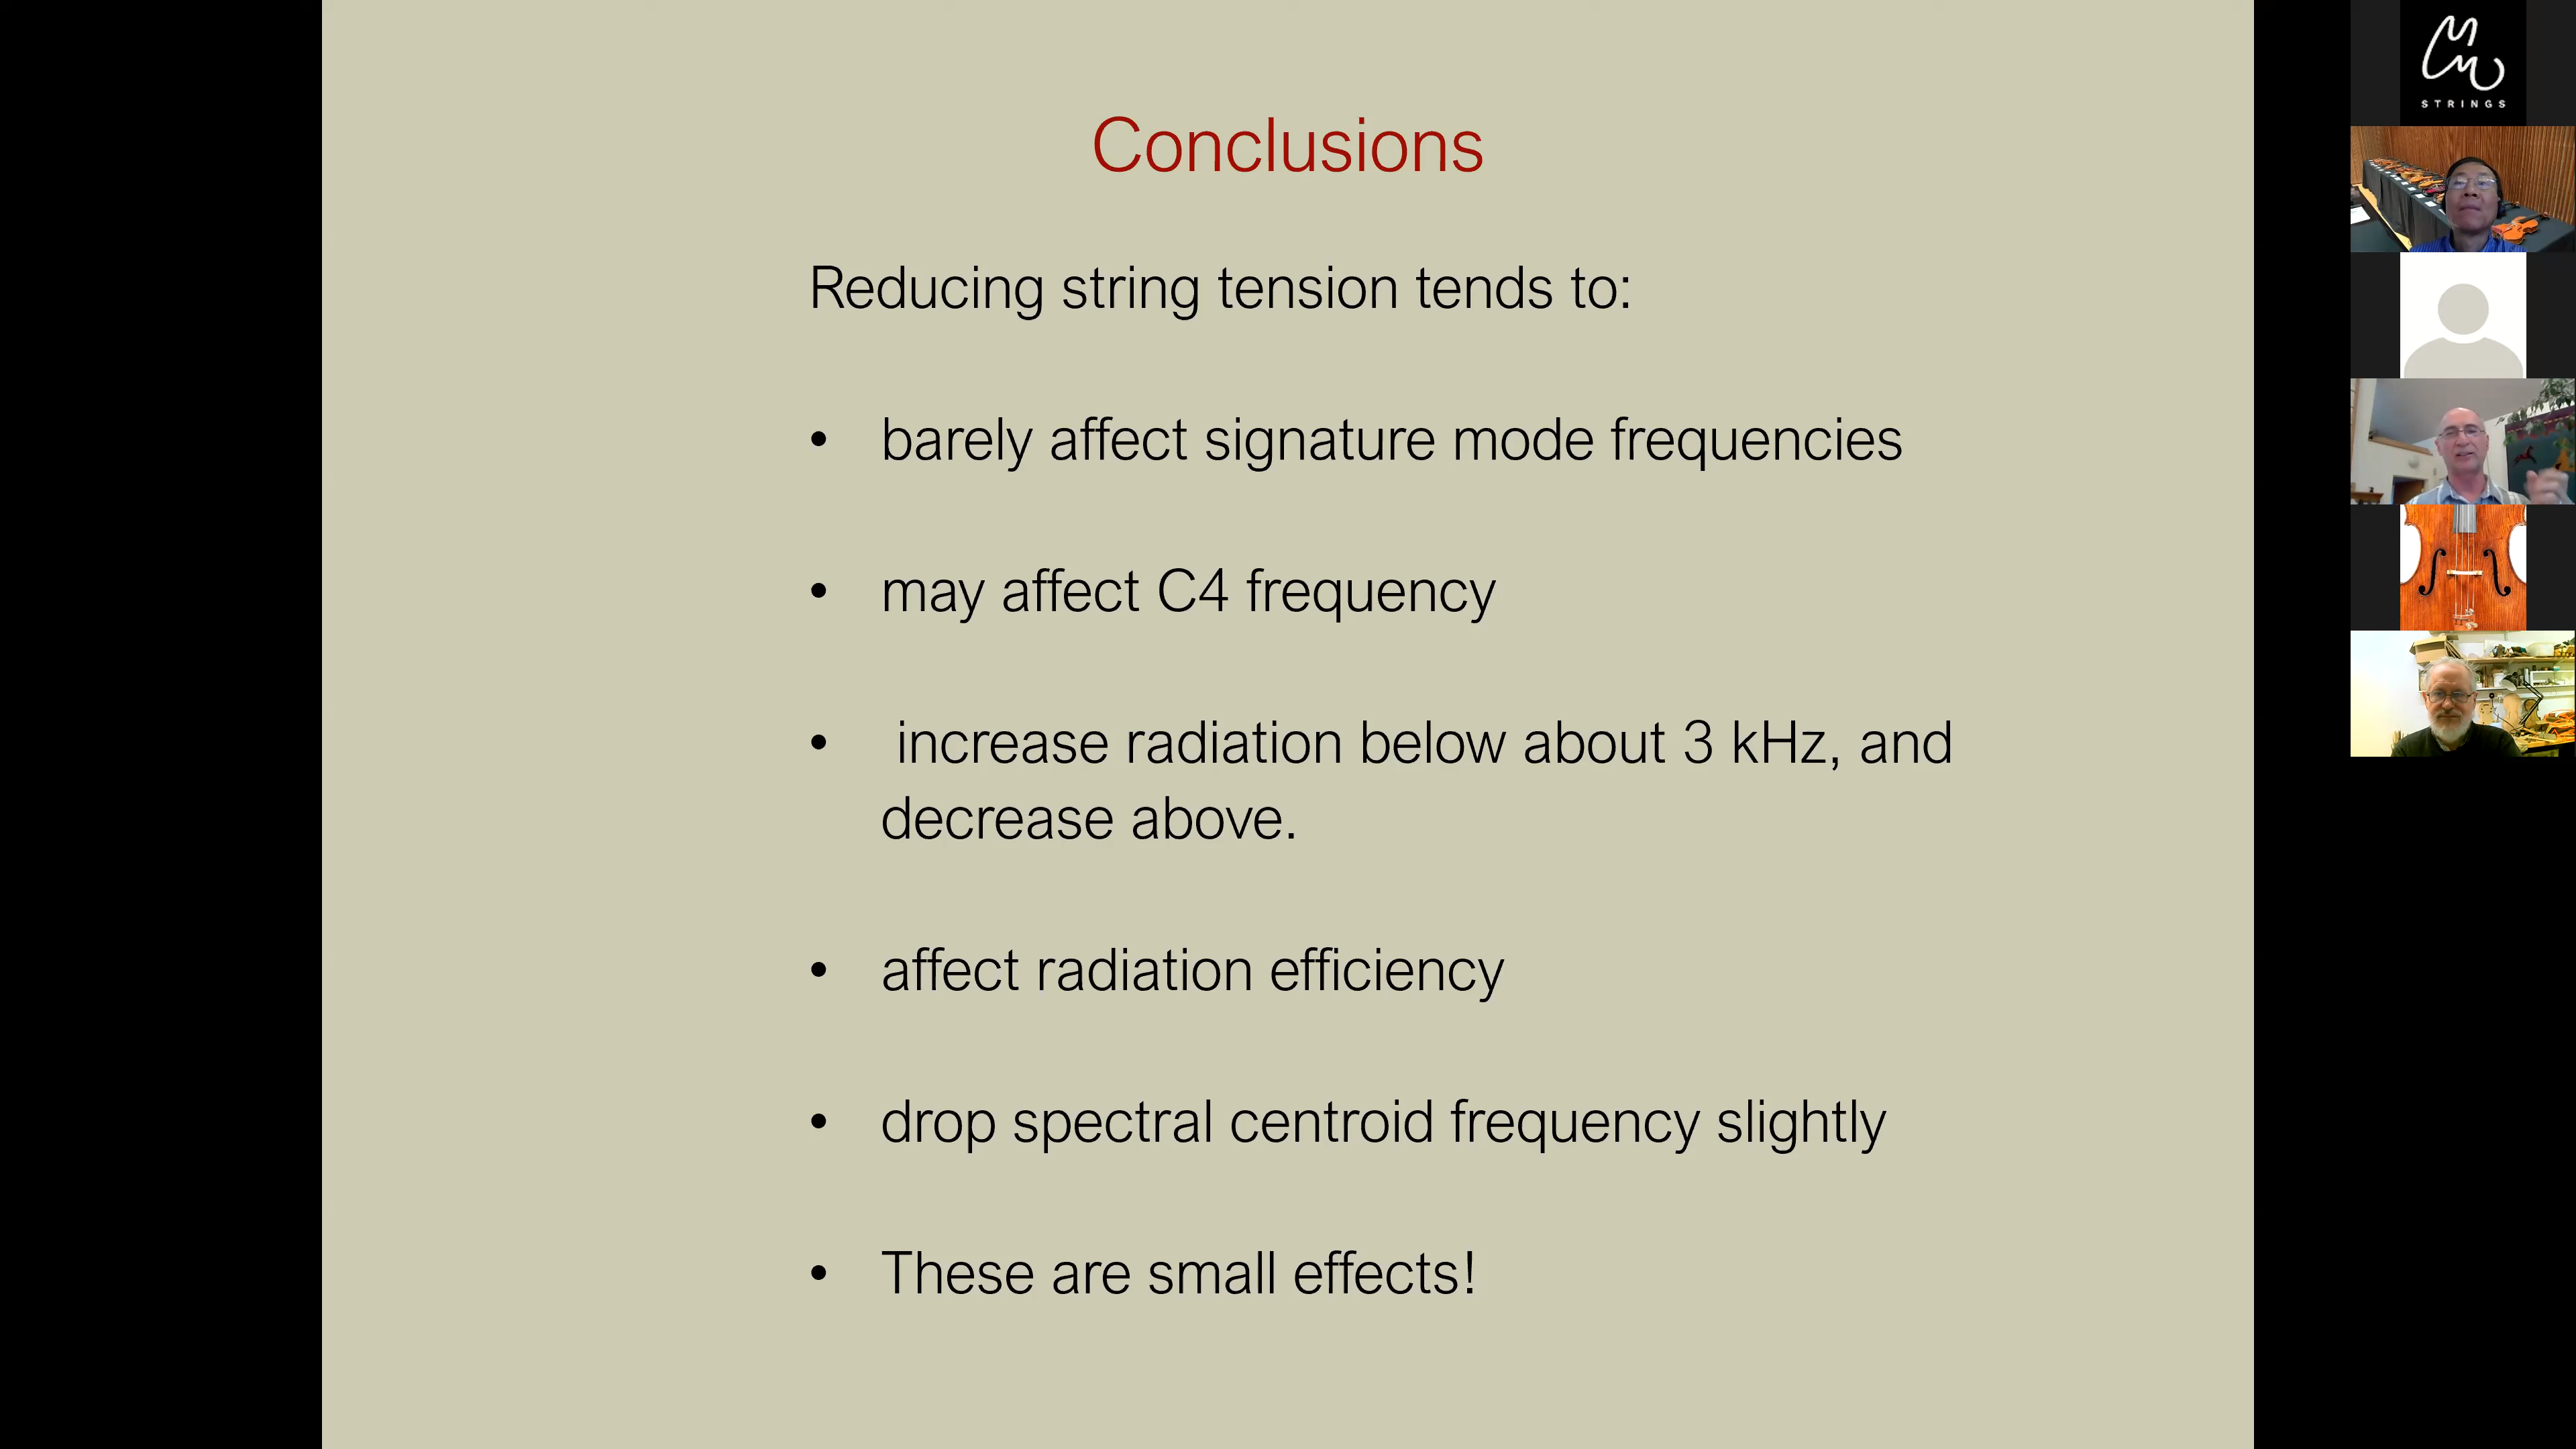 Conclusions
Reducing string tension tends to:
• barely affect signature mode frequencies
• may affect C4 frequency
• increase radiation below about 3 kHz, and
decrease above.
• affect radiation efficiency
• drop spectral centroid frequency slightly
• These are small effects!
STRINGS